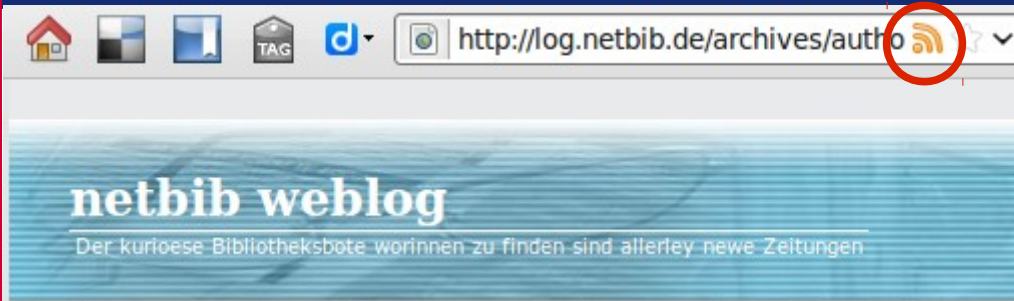 TAG
http://log.netbib.de/archives/autho
netbib weblog
Der kurioese Bibliotheksbote worinnen zu finden sind allerley newe Zeitungen